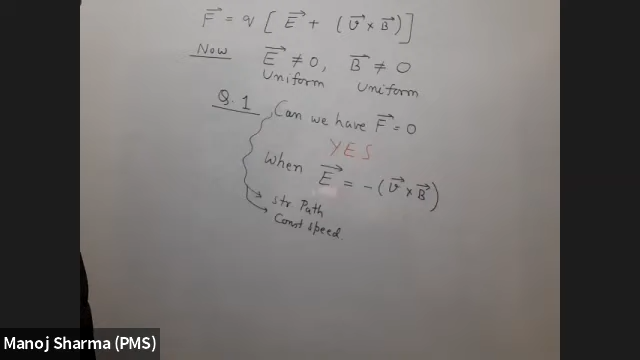 F⃗ = q [ E⃗ + (v⃗ × B⃗)]
Now E⃗ ≠ 0, B⃗ ≠ 0
Uniform Uniform
Q.1 Can we have F⃗ = 0
YES
When E⃗ = -(v⃗ × B⃗)
Str Path
Const speed.
Manoj Sharma (PMS)